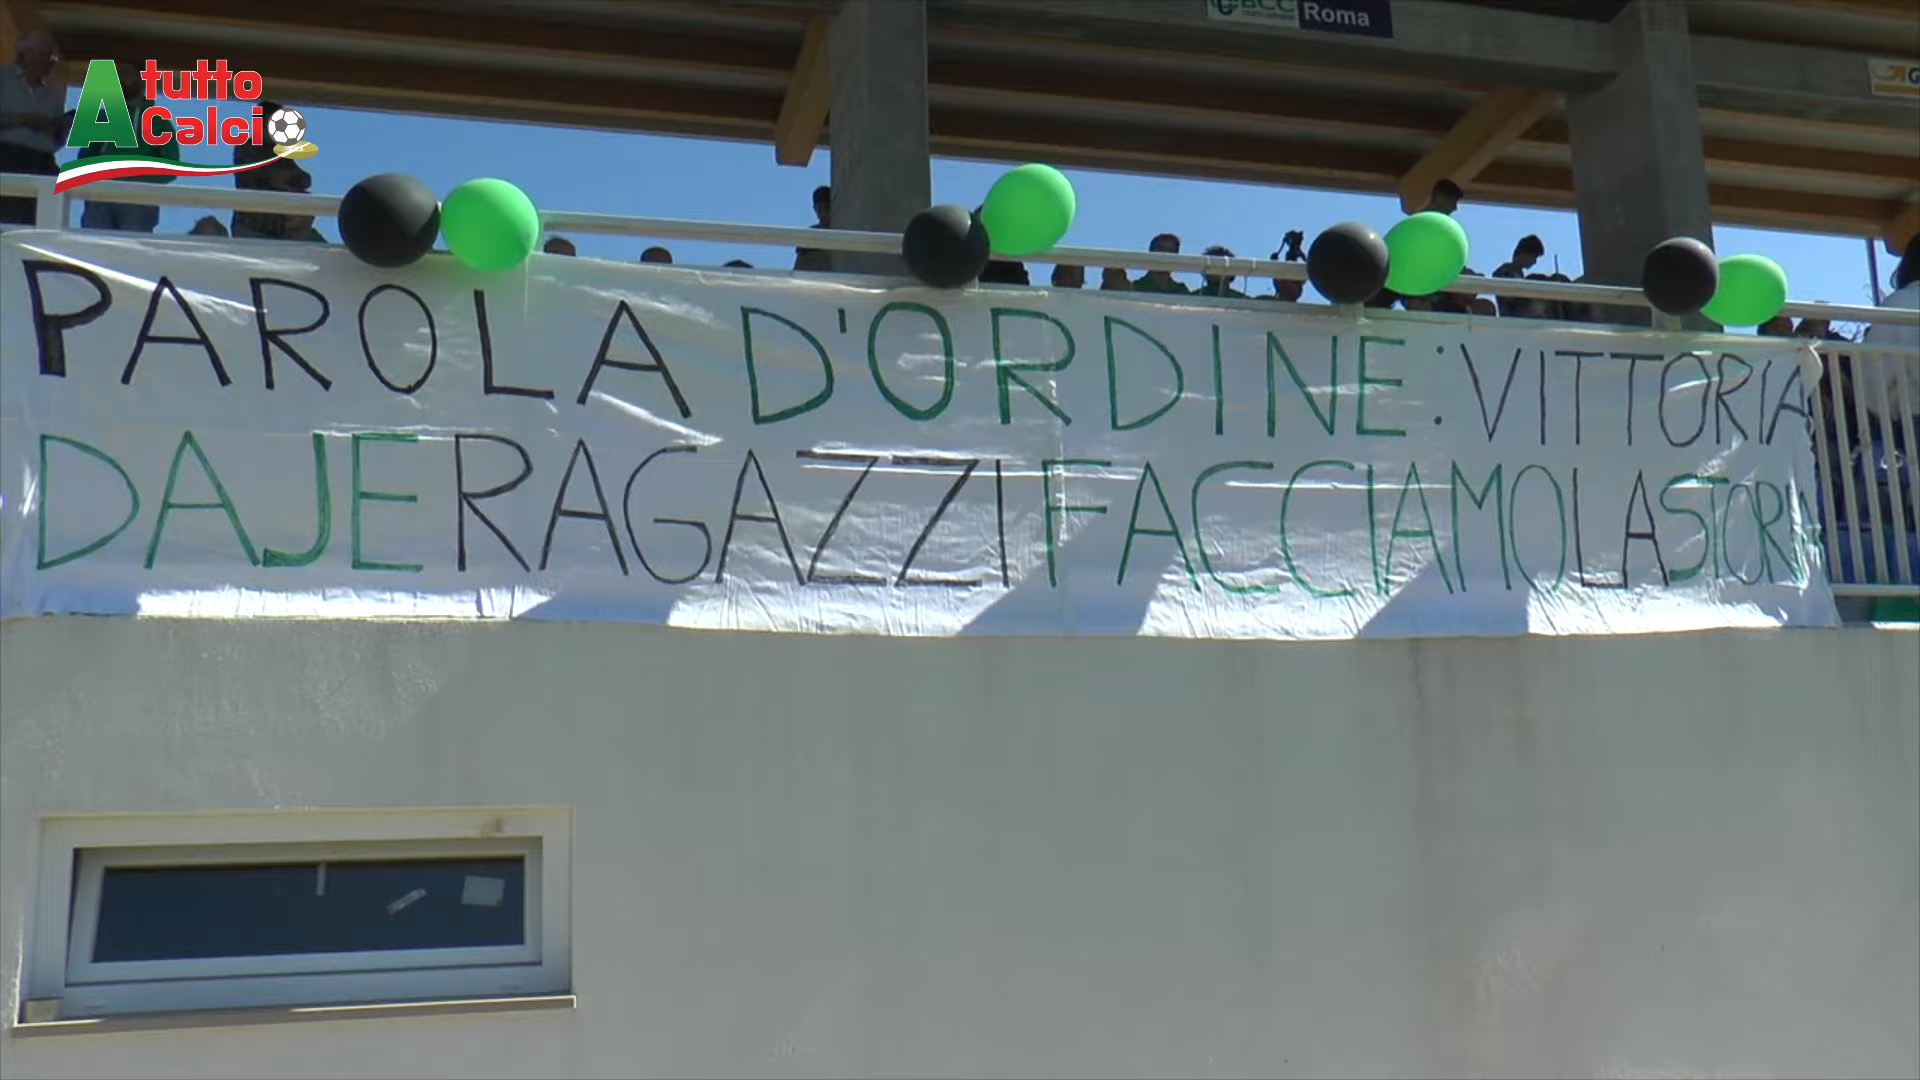 BCC Roma
A tutto Calcio
PAROLA D'ORDINE: VITTORIA
DAJE RAGAZZI FACCIAMO LA STORIA